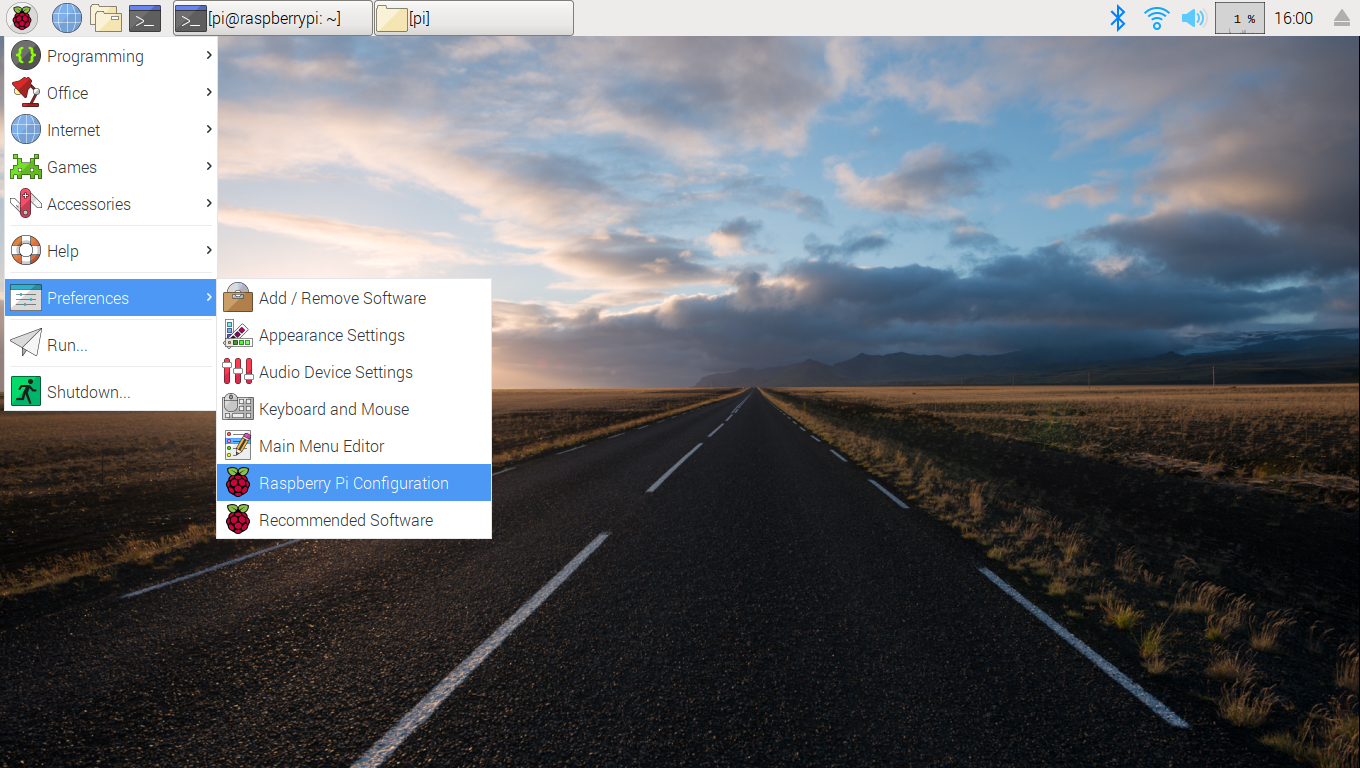 [pi@raspberrypi: ~]
[pi]
1 %
16:00
Programming
Office
Internet
Games
Accessories
Help
Preferences
Run...
Shutdown...
Add / Remove Software
Appearance Settings
Audio Device Settings
Keyboard and Mouse
Main Menu Editor
Raspberry Pi Configuration
Recommended Software